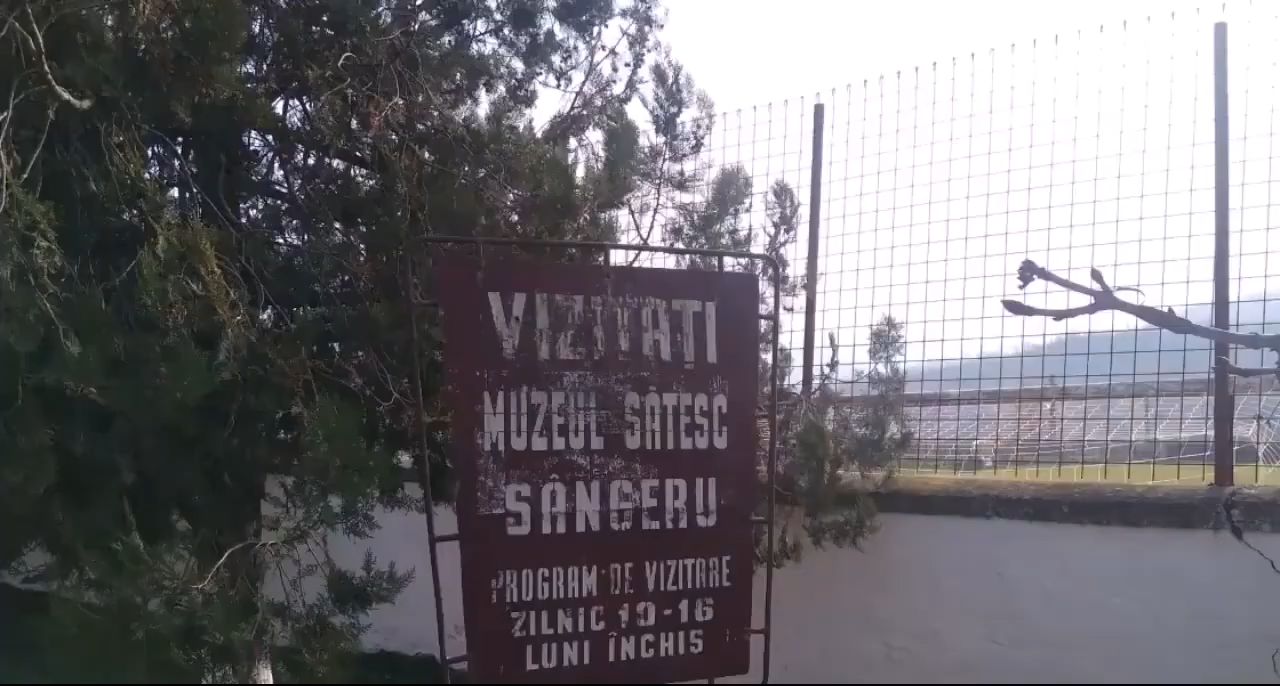 VIZITAȚI
MUZEUL SĂTESC
SÂNGERU
PROGRAM DE VIZITARE
ZILNIC 10-16
LUNI ÎNCHIS